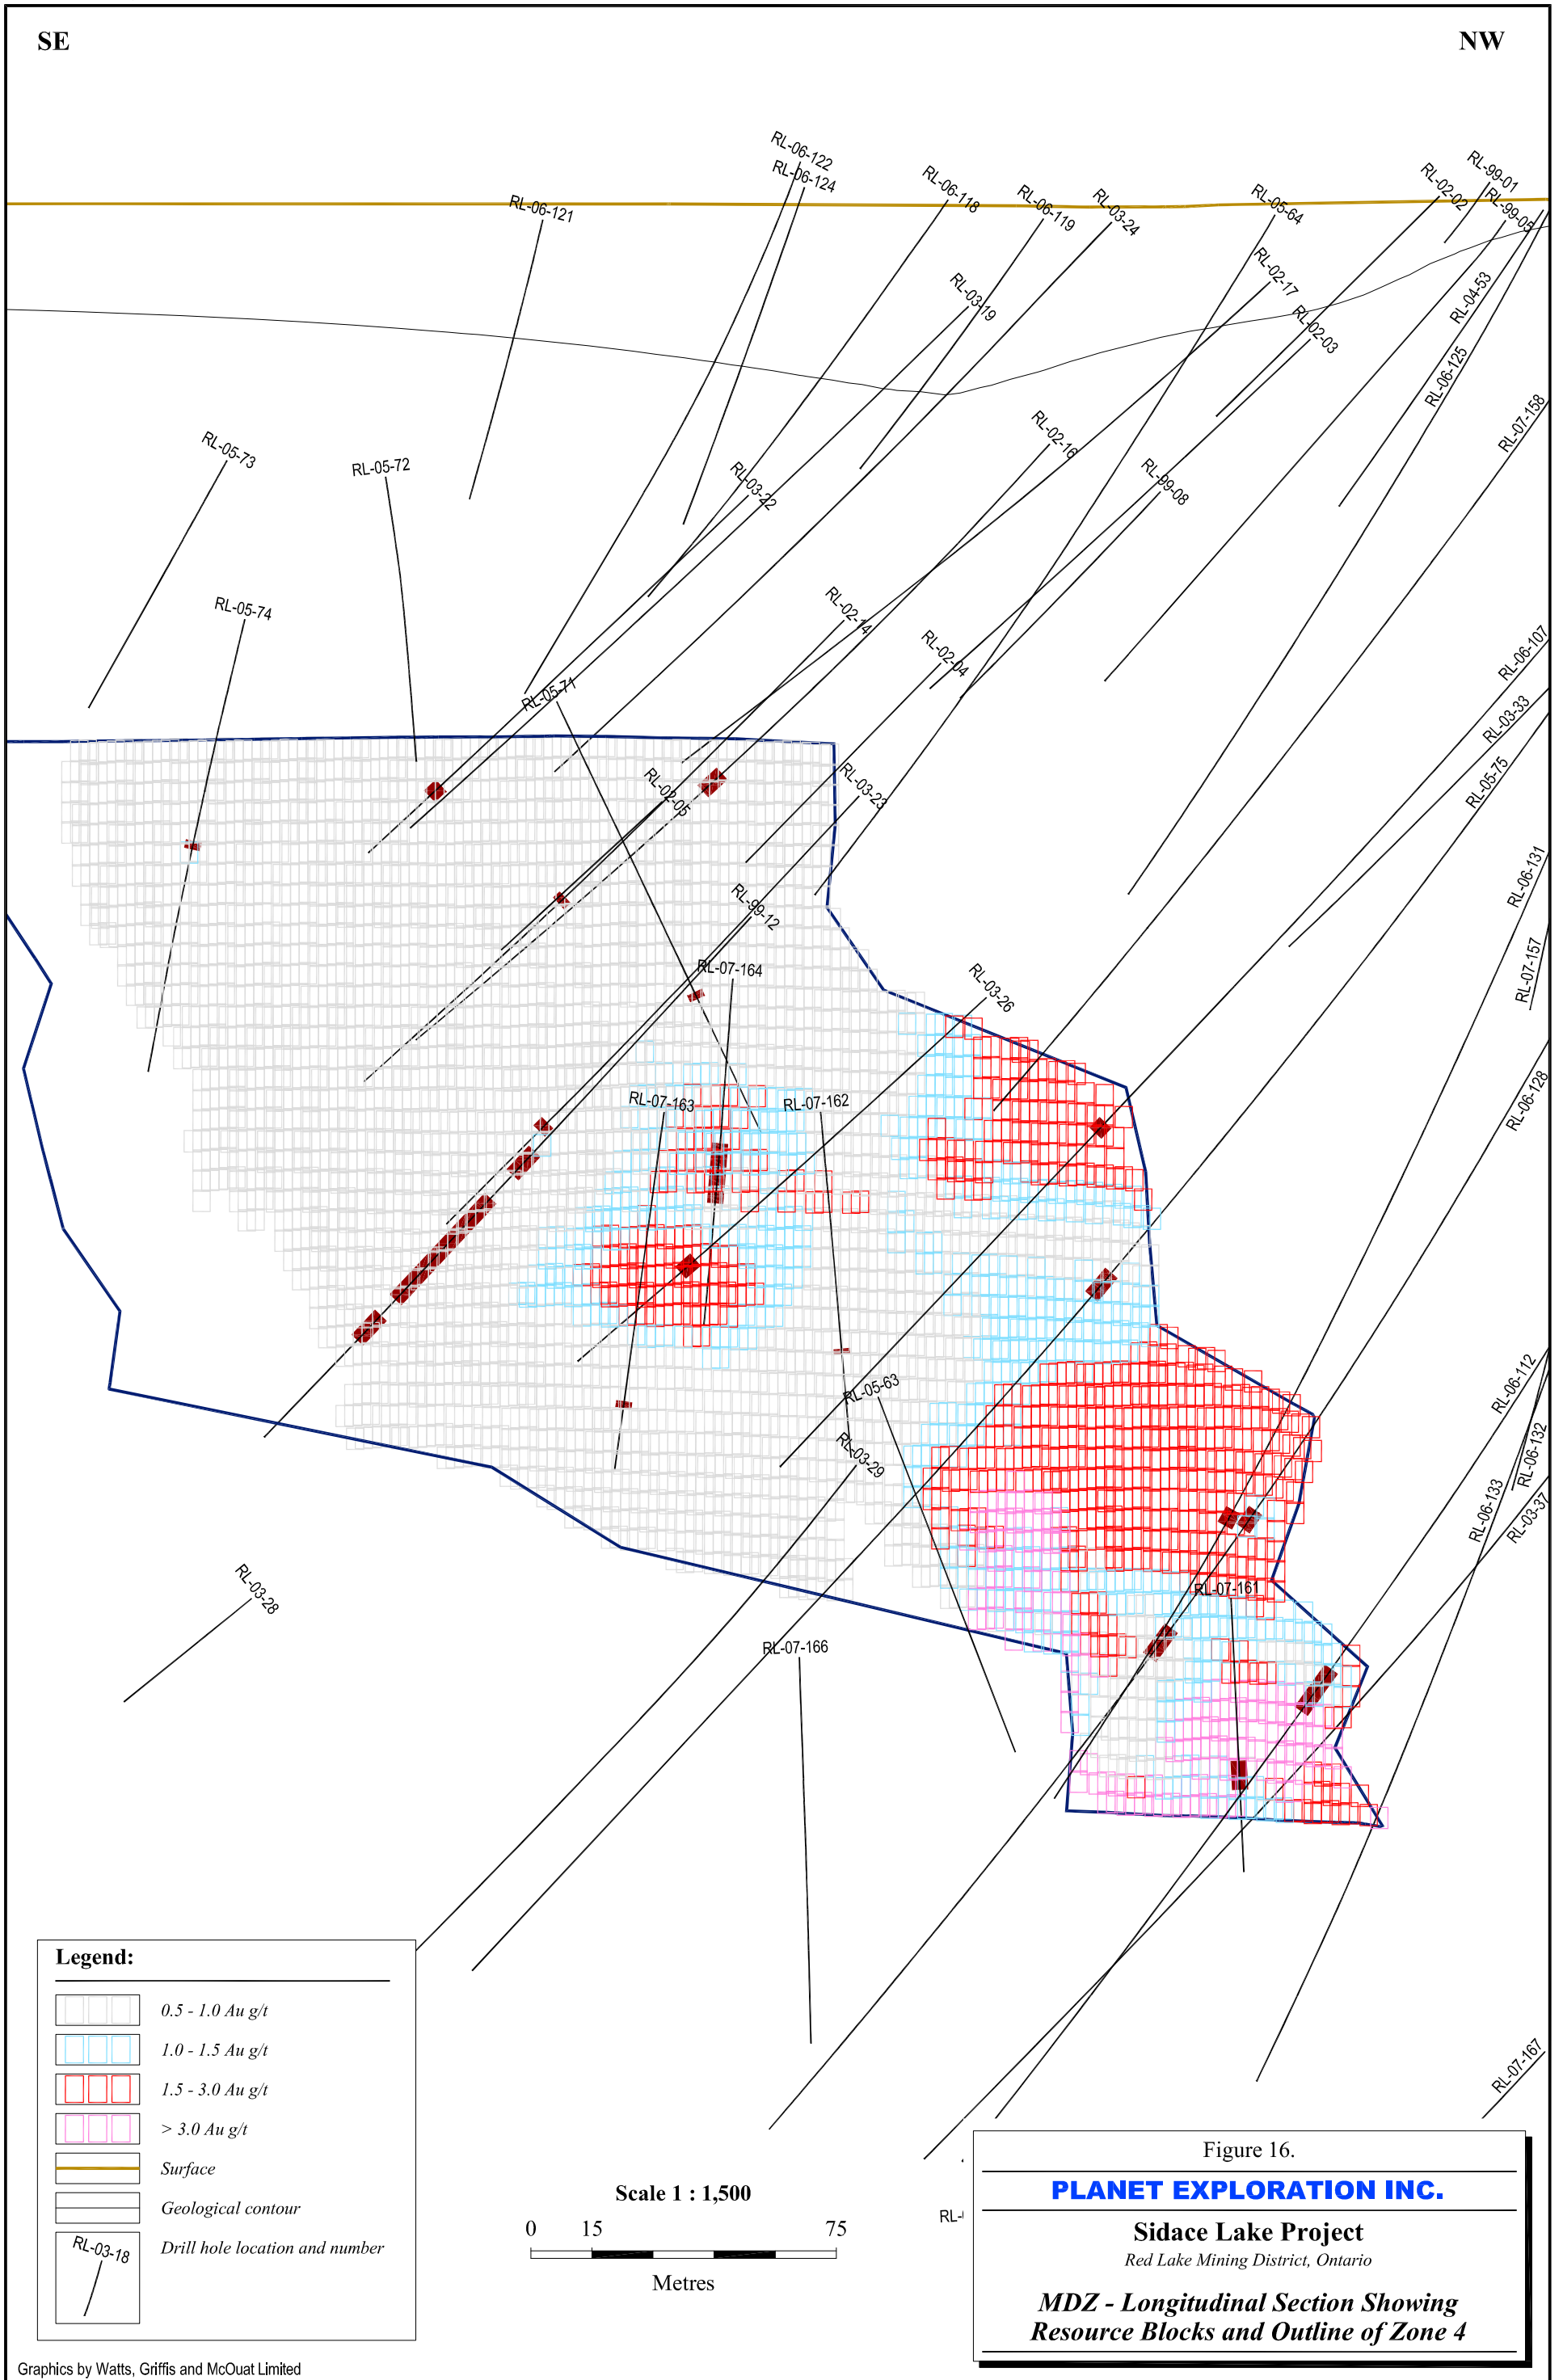 SE
NW
RL-06-122
RL-06-124
RL-06-121
RL-06-118
RL-06-119
RL-03-24
RL-05-64
RL-02-02
RL-99-01
RL-99-05
RL-02-17
RL-03-19
RL-04-53
RL-02-03
RL-06-125
RL-07-158
RL-05-73
RL-05-72
RL-03-22
RL-02-16
RL-99-08
RL-05-74
RL-02-14
RL-02-04
RL-06-107
RL-05-71
RL-03-33
RL-02-05
RL-03-23
RL-05-75
RL-06-131
RL-99-12
RL-07-164
RL-03-26
RL-07-157
RL-07-163
RL-07-162
RL-06-128
RL-05-63
RL-06-112
RL-03-29
RL-06-132
RL-06-133
RL-03-37
RL-03-28
RL-07-161
RL-07-166
RL-07-167
Legend:
0.5 - 1.0 Au g/t
1.0 - 1.5 Au g/t
1.5 - 3.0 Au g/t
> 3.0 Au g/t
Surface
Geological contour
RL-03-18
Drill hole location and number
Scale 1 : 1,500
0 15 75
Metres
RL-
Figure 16.
PLANET EXPLORATION INC.
Sidace Lake Project
Red Lake Mining District, Ontario
MDZ - Longitudinal Section Showing
Resource Blocks and Outline of Zone 4
Graphics by Watts, Griffis and McOuat Limited